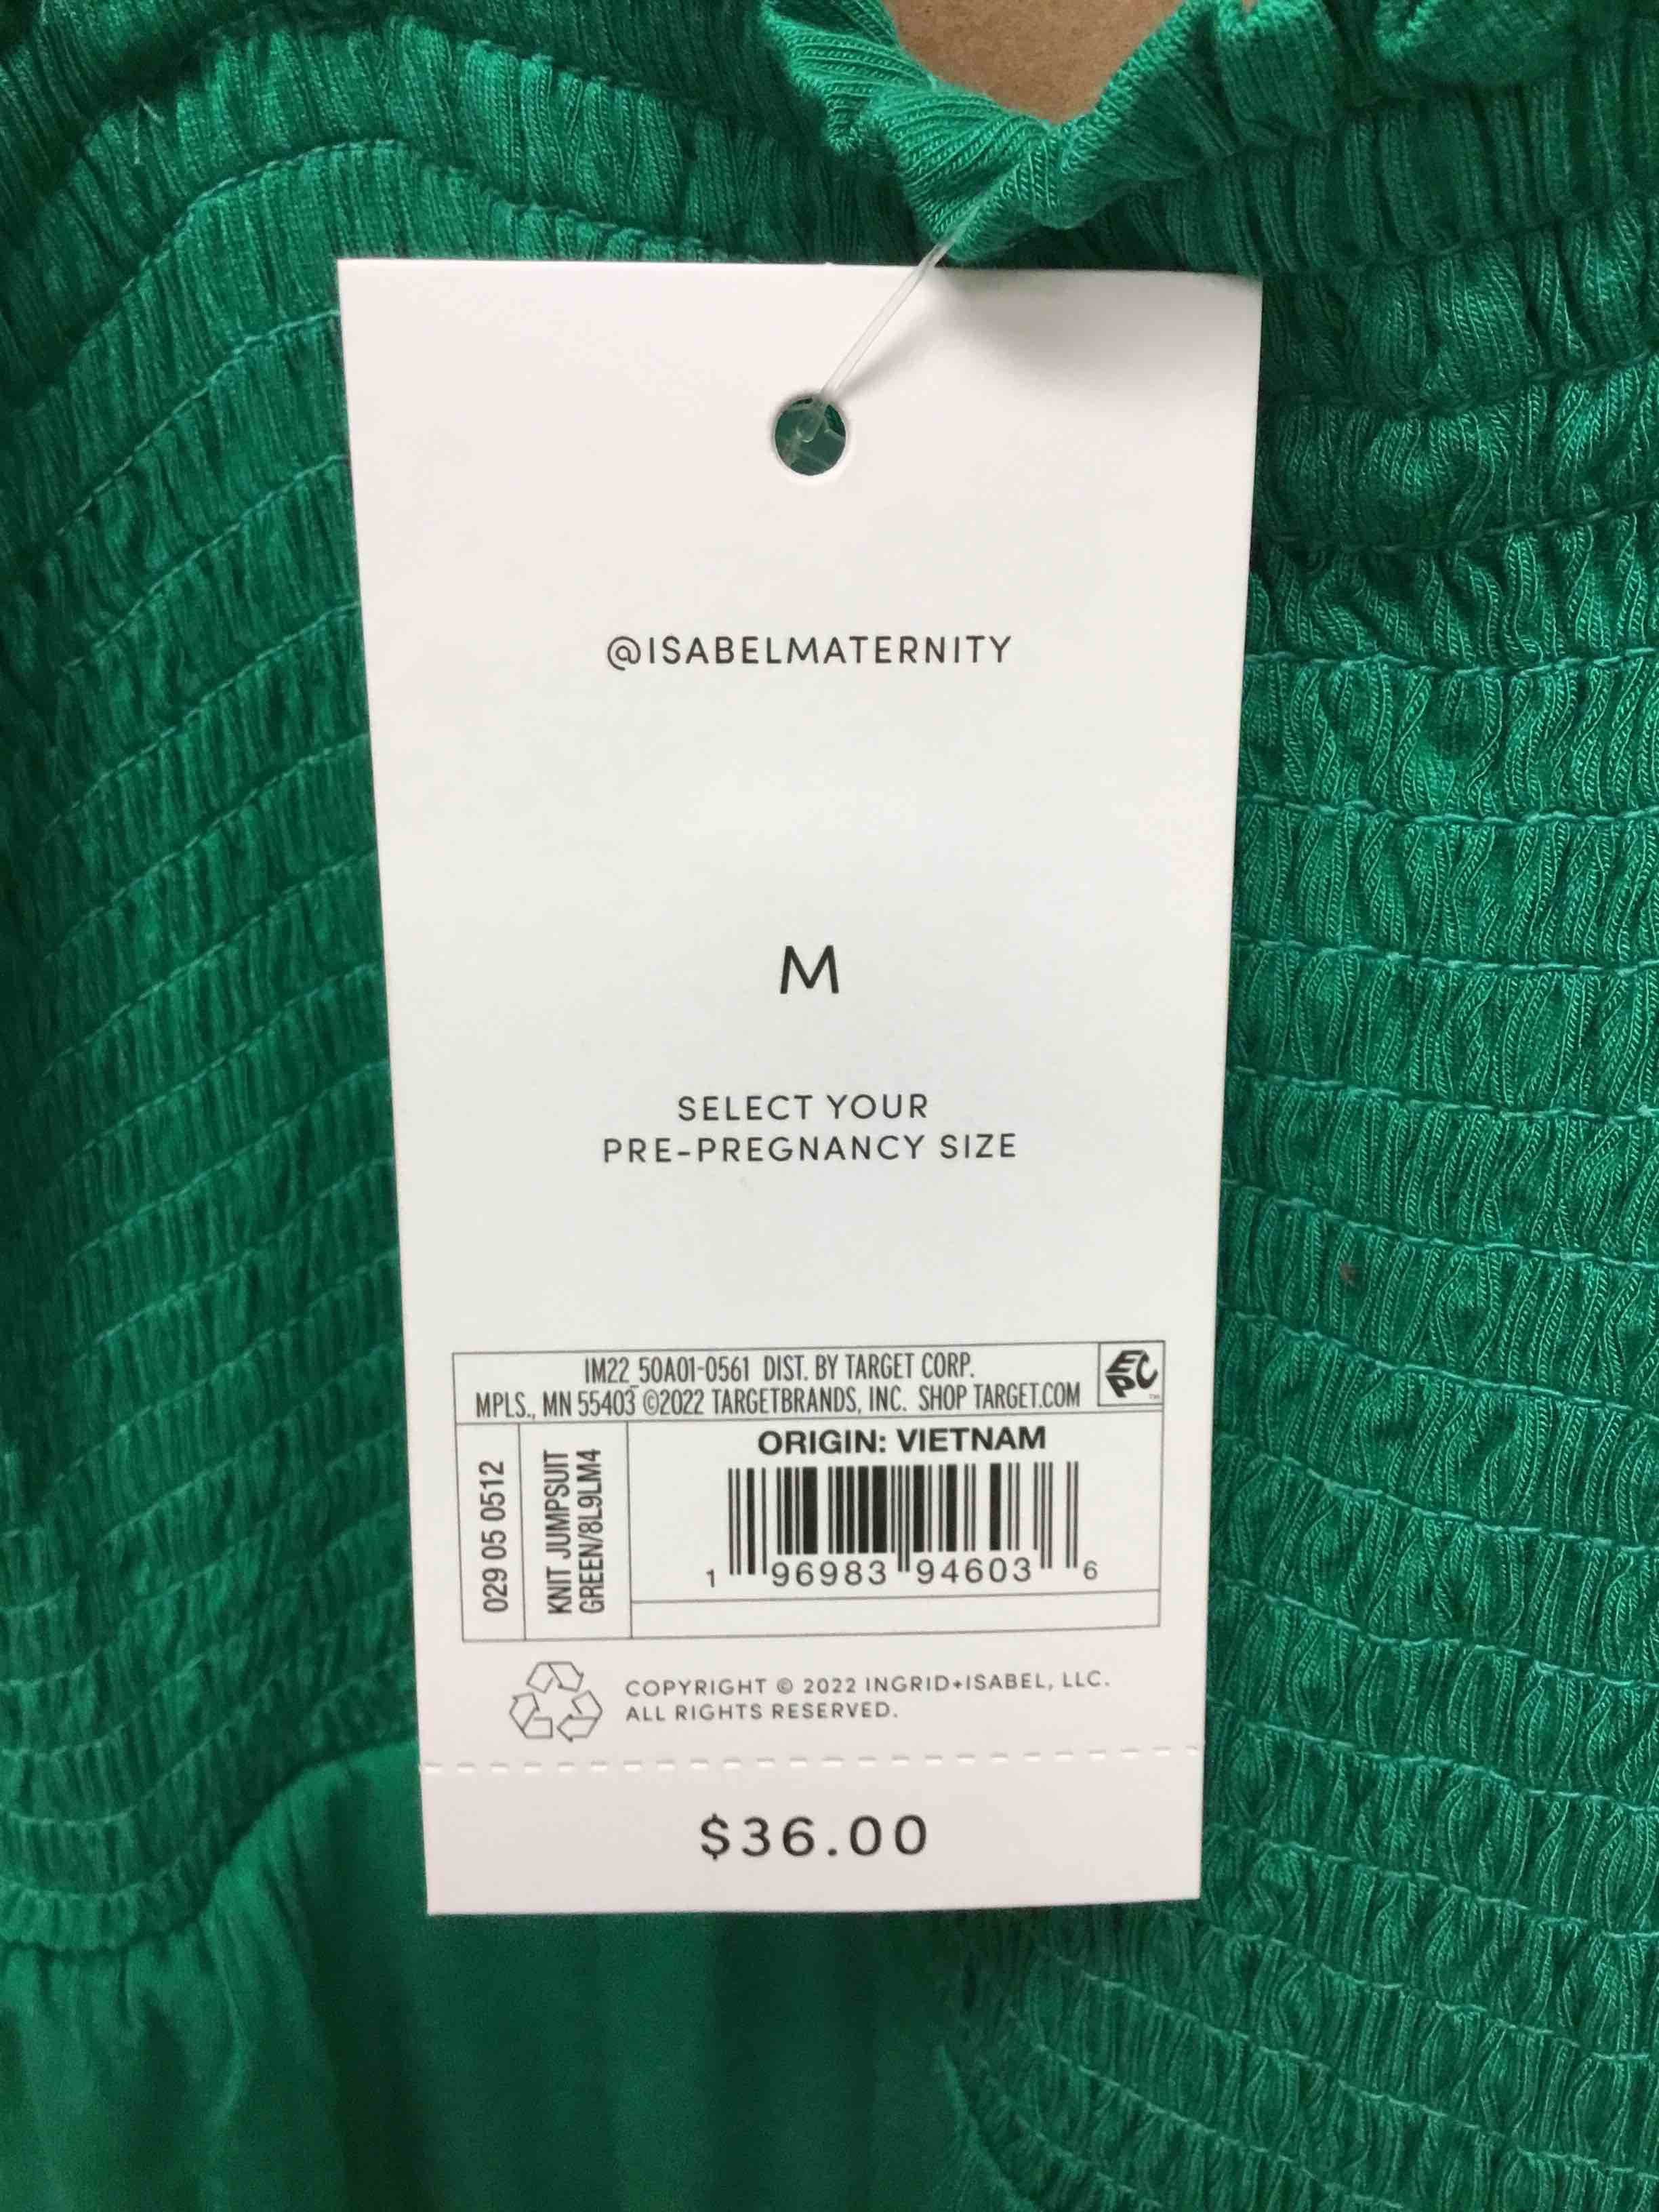 @ISABELMATERNITY
M
SELECT YOUR
PRE-PREGNANCY SIZE
IM22_50A01-0561 DIST. BY TARGET CORP.
MPLS., MN 55403 ©2022 TARGETBRANDS, INC. SHOP TARGET.COM
EPC™
029 05 0512
KNIT JUMPSUIT
GREEN/8L9LM4
ORIGIN: VIETNAM
1 96983 94603 6
COPYRIGHT © 2022 INGRID+ISABEL, LLC.
ALL RIGHTS RESERVED.
$36.00